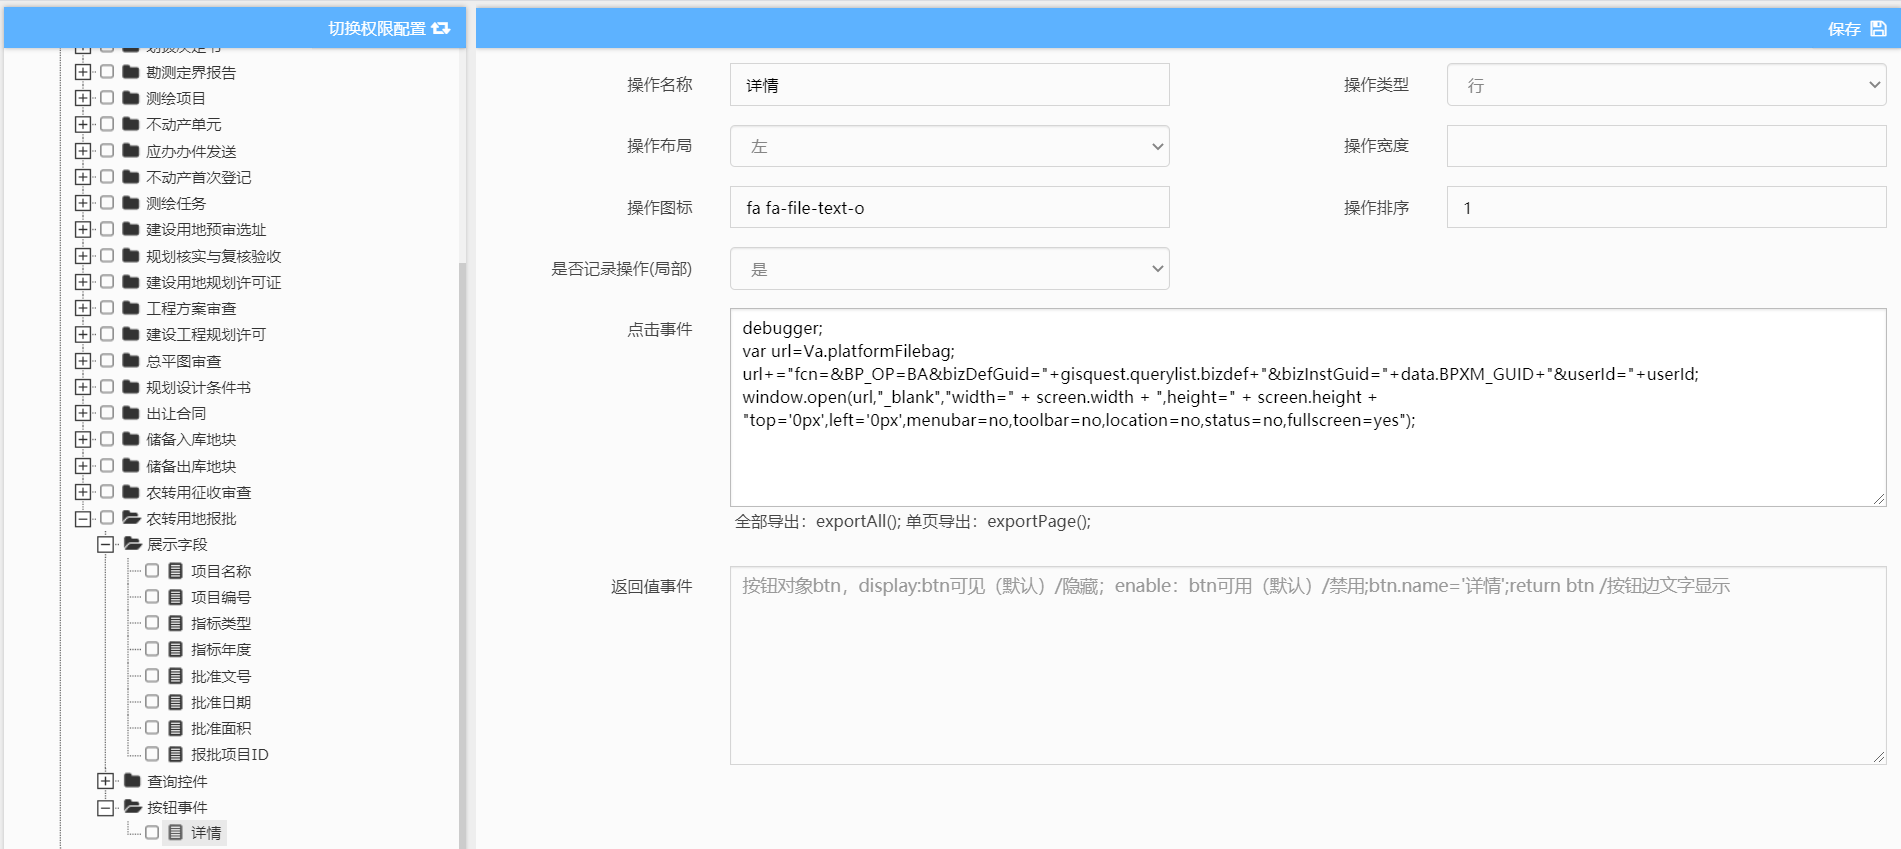 切换权限配置
保存
划拨决定书
勘测定界报告
测绘项目
不动产单元
应办办件发送
不动产首次登记
测绘任务
建设用地预审选址
规划核实与复核验收
建设用地规划许可证
工程方案审查
建设工程规划许可
总平图审查
规划设计条件书
出让合同
储备入库地块
储备出库地块
农转用征收审查
农转用地报批
展示字段
项目名称
项目编号
指标类型
指标年度
批准文号
批准日期
批准面积
报批项目ID
查询控件
按钮事件
详情
操作名称 详情
操作类型 行
操作布局 左
操作宽度
操作图标 fa fa-file-text-o
操作排序 1
是否记录操作(局部) 是
点击事件
debugger;
var url=Va.platformFilebag;
url+="fcn=&BP_OP=BA&bizDefGuid="+gisquest.querylist.bizdef+"&bizInstGuid="+data.BPXM_GUID+"&userId="+userId;
window.open(url,"_blank","width=" + screen.width + ",height=" + screen.height +
"top='0px',left='0px',menubar=no,toolbar=no,location=no,status=no,fullscreen=yes");
全部导出：exportAll(); 单页导出：exportPage();
返回值事件
按钮对象btn，display:btn可见（默认）/隐藏；enable：btn可用（默认）/禁用;btn.name='详情';return btn /按钮边文字显示